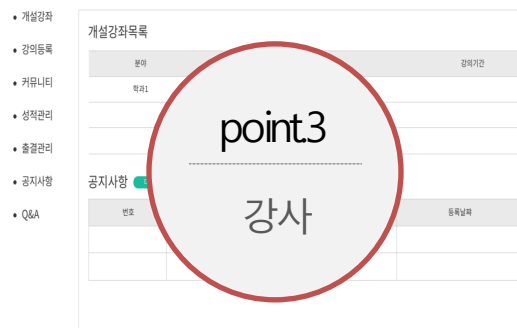 개설강좌
강의등록
커뮤니티
성적관리
출결관리
공지사항
Q&A
개설강좌목록
분야 강의기간
학과1
point.3
강사
공지사항
번호 등록날짜